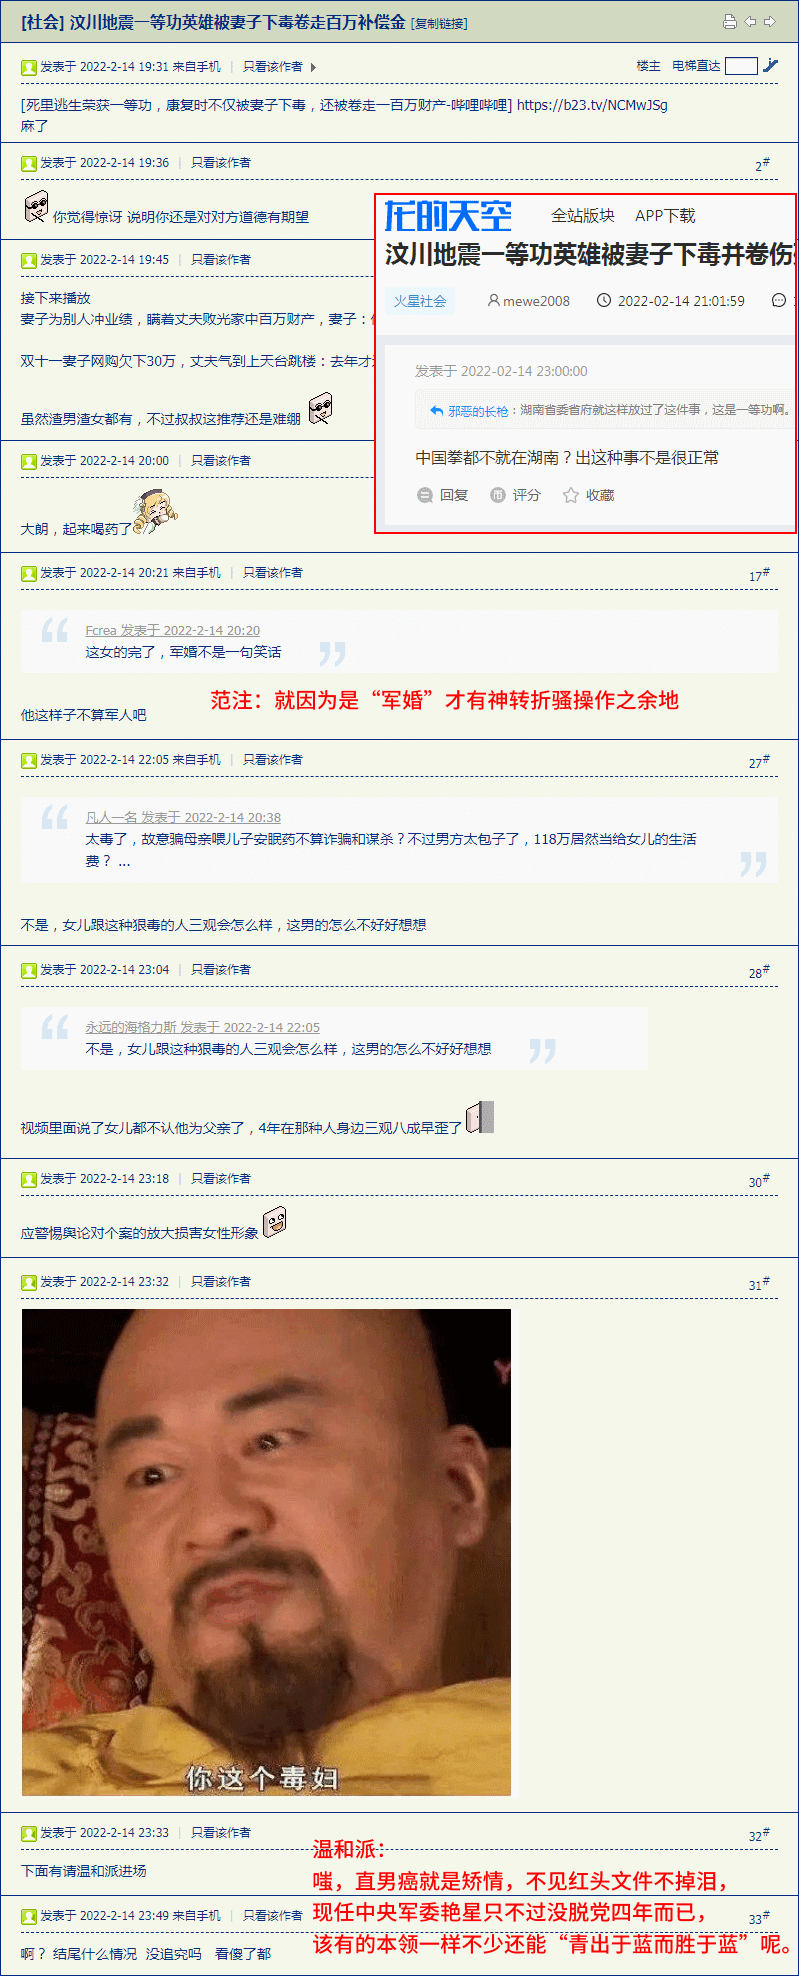 [社会] 汶川地震一等功英雄被妻子下毒卷走百万补偿金 [复制链接]
发表于 2022-2-14 19:31 来自手机 | 只看该作者
楼主 电梯直达
[死里逃生荣获一等功，康复时不仅被妻子下毒，还被卷走一百万财产-哔哩哔哩] https://b23.tv/NCMwJSg
麻了
发表于 2022-2-14 19:36 | 只看该作者
2#
你觉得惊讶 说明你还是对对方道德有期望
发表于 2022-2-14 19:45 | 只看该作者
接下来播放
妻子为别人冲业绩，瞒着丈夫败光家中百万财产，妻子：
双十一妻子网购欠下30万，丈夫气到上天台跳楼：去年才
虽然渣男渣女都有，不过叔叔这推荐还是难绷
发表于 2022-2-14 20:00 | 只看该作者
大朗，起来喝药了
龙的天空 全站版块 APP下载
汶川地震一等功英雄被妻子下毒并卷伤
火星社会 mewe2008 2022-02-14 21:01:59
发表于 2022-02-14 23:00:00
邪恶的长枪：湖南省委省府就这样放过了这件事，这是一等功啊。
中国拳都不就在湖南？出这种事不是很正常
回复 评分 收藏
发表于 2022-2-14 20:21 来自手机 | 只看该作者
17#
Fcrea 发表于 2022-2-14 20:20
这女的完了，军婚不是一句笑话
他这样子不算军人吧
范注：就因为是“军婚”才有神转折骚操作之余地
发表于 2022-2-14 22:05 来自手机 | 只看该作者
27#
凡人一名 发表于 2022-2-14 20:38
太毒了，故意骗母亲喂儿子安眠药不算诈骗和谋杀？不过男方太包子了，118万居然当给女儿的生活
费？ ...
不是，女儿跟这种狠毒的人三观会怎么样，这男的怎么不好好想想
发表于 2022-2-14 23:04 | 只看该作者
28#
永远的海格力斯 发表于 2022-2-14 22:05
不是，女儿跟这种狠毒的人三观会怎么样，这男的怎么不好好想想
视频里面说了女儿都不认他为父亲了，4年在那种人身边三观八成早歪了
发表于 2022-2-14 23:18 | 只看该作者
30#
应警惕舆论对个案的放大损害女性形象
发表于 2022-2-14 23:32 | 只看该作者
31#
你这个毒妇
发表于 2022-2-14 23:33 | 只看该作者
32#
下面有请温和派进场
温和派：
嗤，直男癌就是矫情，不见红头文件不掉泪，
现任中央军委艳星只不过没脱党四年而已，
该有的本领一样不少还能“青出于蓝而胜于蓝”呢。
发表于 2022-2-14 23:49 来自手机 | 只看该作者
33#
啊？ 结尾什么情况 没追究吗 看傻了都